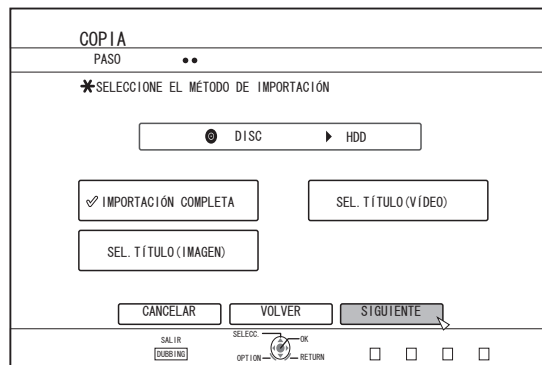 COPIA
PASO
✱SELECCIONE EL MÉTODO DE IMPORTACIÓN
DISC ▶ HDD
✓ IMPORTACIÓN COMPLETA
SEL. TÍTULO(VÍDEO)
SEL. TÍTULO(IMAGEN)
CANCELAR VOLVER SIGUIENTE
SALIR
DUBBING
SELECC.
OK
OPTION
RETURN